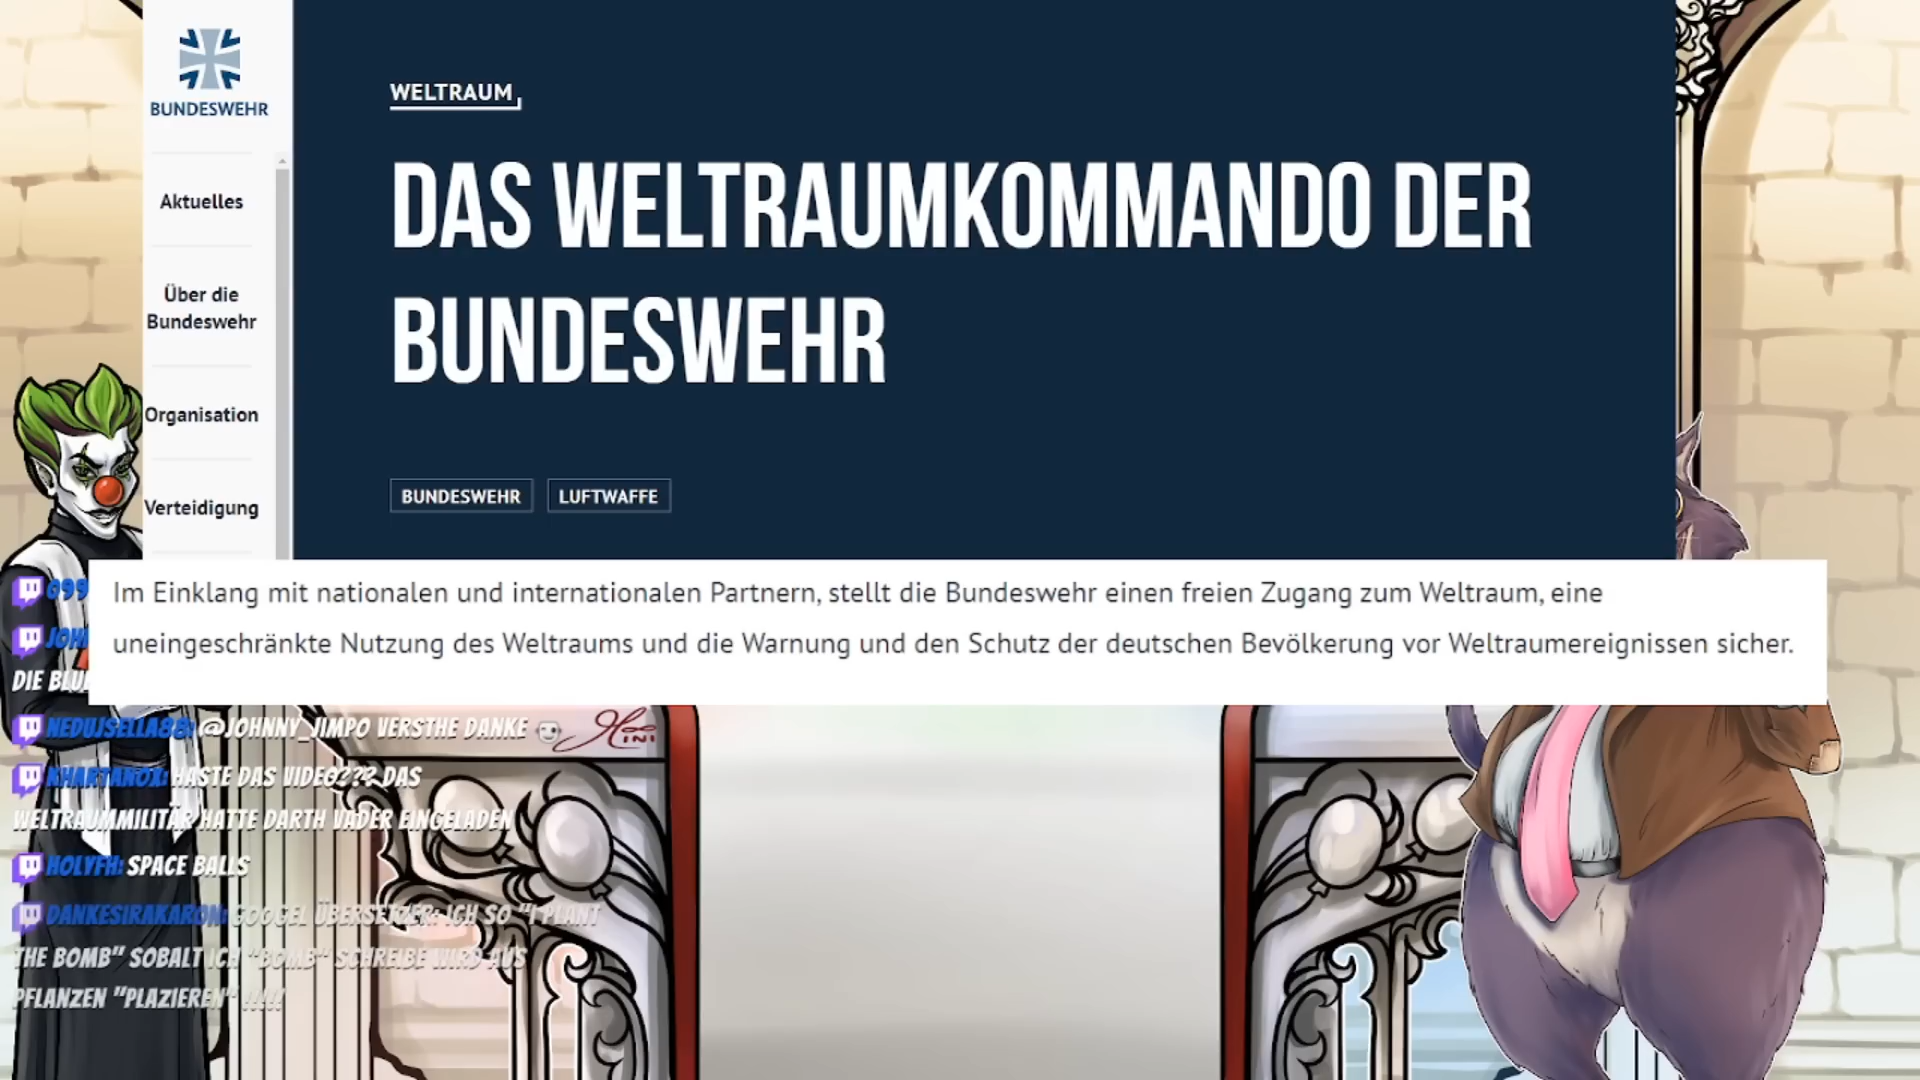 BUNDESWEHR
Aktuelles
Über die
Bundeswehr
Organisation
Verteidigung
WELTRAUM
DAS WELTRAUMKOMMANDO DER
BUNDESWEHR
BUNDESWEHR
LUFTWAFFE
Im Einklang mit nationalen und internationalen Partnern, stellt die Bundeswehr einen freien Zugang zum Weltraum, eine
uneingeschränkte Nutzung des Weltraums und die Warnung und den Schutz der deutschen Bevölkerung vor Weltraumereignissen sicher.
DIE
NEDUJSELLA88: @JOHNNY_JIMPO VERSTHE DANKE
KHARTANOX: HASTE DAS VIDEO??? DAS
WELTRAUMMILITÄR HATTE DARTH VADER EINGELADEN
HOLYFH: SPACE BALLS
DANKESIRAKARON: GOOGEL ÜBERSETZER: ICH SO "I PLANT
THE BOMB" SOBALT ICH "BOMB" SCHREIBE WIRD AUS
PFLANZEN "PLAZIEREN" !!!!!